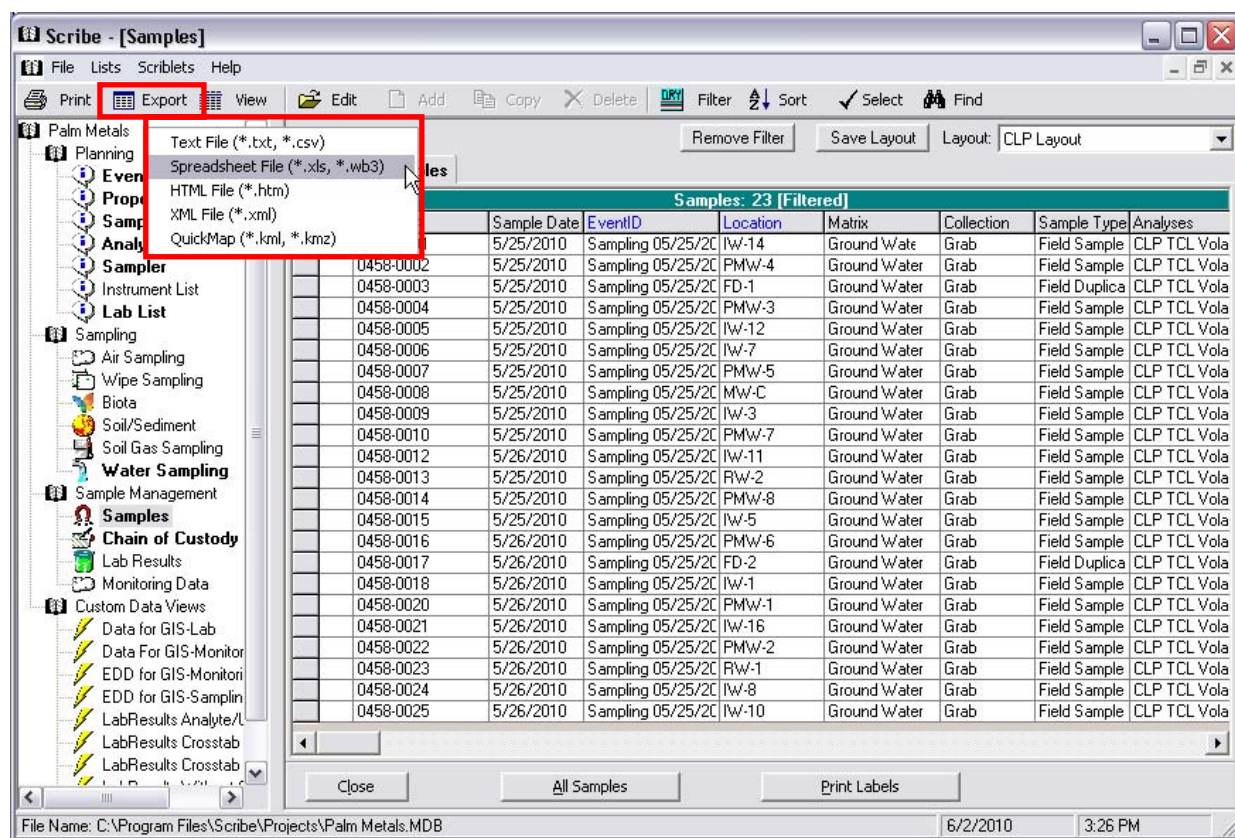 Scribe - [Samples]
File Lists Scriblets Help
Print Export View Edit Add Copy Delete DRY Filter Sort Select Find
Palm Metals
Planning
Even
Prope
Samp
Analy
Sampler
Instrument List
Lab List
Sampling
Air Sampling
Wipe Sampling
Biota
Soil/Sediment
Soil Gas Sampling
Water Sampling
Sample Management
Samples
Chain of Custody
Lab Results
Monitoring Data
Custom Data Views
Data for GIS-Lab
Data For GIS-Monitor
EDD for GIS-Monitori
EDD for GIS-Samplin
LabResults Analyte/L
LabResults Crosstab
LabResults Crosstab
Text File (*.txt, *.csv)
Spreadsheet File (*.xls, *.wb3)
HTML File (*.htm)
XML File (*.xml)
QuickMap (*.kml, *.kmz)
Remove Filter Save Layout Layout: CLP Layout
les
Samples: 23 [Filtered]
Sample Date EventID Location Matrix Collection Sample Type Analyses
1 5/25/2010 Sampling 05/25/20 IW-14 Ground Wate Grab Field Sample CLP TCL Vola
0458-0002 5/25/2010 Sampling 05/25/20 PMW-4 Ground Water Grab Field Sample CLP TCL Vola
0458-0003 5/25/2010 Sampling 05/25/20 FD-1 Ground Water Grab Field Duplica CLP TCL Vola
0458-0004 5/25/2010 Sampling 05/25/20 PMW-3 Ground Water Grab Field Sample CLP TCL Vola
0458-0005 5/25/2010 Sampling 05/25/20 IW-12 Ground Water Grab Field Sample CLP TCL Vola
0458-0006 5/25/2010 Sampling 05/25/20 IW-7 Ground Water Grab Field Sample CLP TCL Vola
0458-0007 5/25/2010 Sampling 05/25/20 PMW-5 Ground Water Grab Field Sample CLP TCL Vola
0458-0008 5/25/2010 Sampling 05/25/20 MW-C Ground Water Grab Field Sample CLP TCL Vola
0458-0009 5/25/2010 Sampling 05/25/20 IW-3 Ground Water Grab Field Sample CLP TCL Vola
0458-0010 5/25/2010 Sampling 05/25/20 PMW-7 Ground Water Grab Field Sample CLP TCL Vola
0458-0012 5/26/2010 Sampling 05/25/20 IW-11 Ground Water Grab Field Sample CLP TCL Vola
0458-0013 5/25/2010 Sampling 05/25/20 RW-2 Ground Water Grab Field Sample CLP TCL Vola
0458-0014 5/25/2010 Sampling 05/25/20 PMW-8 Ground Water Grab Field Sample CLP TCL Vola
0458-0015 5/25/2010 Sampling 05/25/20 IW-5 Ground Water Grab Field Sample CLP TCL Vola
0458-0016 5/26/2010 Sampling 05/25/20 PMW-6 Ground Water Grab Field Sample CLP TCL Vola
0458-0017 5/26/2010 Sampling 05/25/20 FD-2 Ground Water Grab Field Duplica CLP TCL Vola
0458-0018 5/26/2010 Sampling 05/25/20 IW-1 Ground Water Grab Field Sample CLP TCL Vola
0458-0020 5/26/2010 Sampling 05/25/20 PMW-1 Ground Water Grab Field Sample CLP TCL Vola
0458-0021 5/26/2010 Sampling 05/25/20 IW-16 Ground Water Grab Field Sample CLP TCL Vola
0458-0022 5/26/2010 Sampling 05/25/20 PMW-2 Ground Water Grab Field Sample CLP TCL Vola
0458-0023 5/26/2010 Sampling 05/25/20 RW-1 Ground Water Grab Field Sample CLP TCL Vola
0458-0024 5/26/2010 Sampling 05/25/20 IW-8 Ground Water Grab Field Sample CLP TCL Vola
0458-0025 5/26/2010 Sampling 05/25/20 IW-10 Ground Water Grab Field Sample CLP TCL Vola
Close All Samples Print Labels
File Name: C:\Program Files\Scribe\Projects\Palm Metals.MDB 6/2/2010 3:26 PM